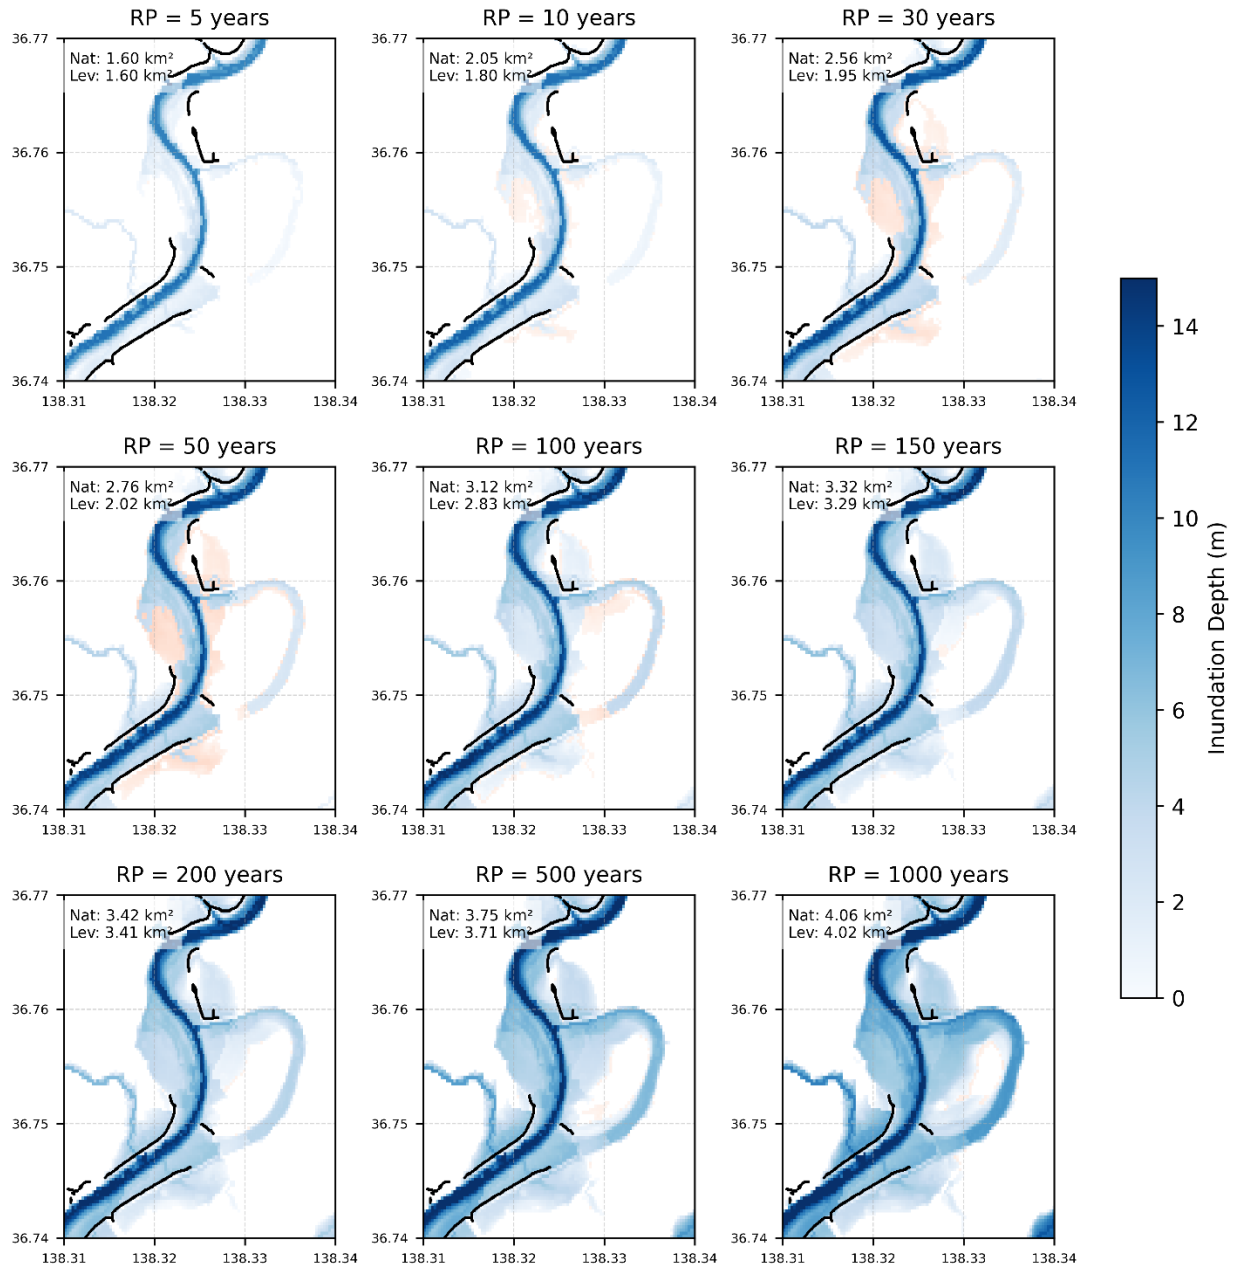 RP = 5 years
RP = 10 years
RP = 30 years
36.77
36.76
36.75
36.74
Nat: 1.60 km²
Lev: 1.60 km²
138.31
138.32
138.33
138.34
36.77
36.76
36.75
36.74
Nat: 2.05 km²
Lev: 1.80 km²
138.31
138.32
138.33
138.34
36.77
36.76
36.75
36.74
Nat: 2.56 km²
Lev: 1.95 km²
138.31
138.32
138.33
138.34
RP = 50 years
RP = 100 years
RP = 150 years
36.77
36.76
36.75
36.74
Nat: 2.76 km²
Lev: 2.02 km²
138.31
138.32
138.33
138.34
36.77
36.76
36.75
36.74
Nat: 3.12 km²
Lev: 2.83 km²
138.31
138.32
138.33
138.34
36.77
36.76
36.75
36.74
Nat: 3.32 km²
Lev: 3.29 km²
138.31
138.32
138.33
138.34
RP = 200 years
RP = 500 years
RP = 1000 years
36.77
36.76
36.75
36.74
Nat: 3.42 km²
Lev: 3.41 km²
138.31
138.32
138.33
138.34
36.77
36.76
36.75
36.74
Nat: 3.75 km²
Lev: 3.71 km²
138.31
138.32
138.33
138.34
36.77
36.76
36.75
36.74
Nat: 4.06 km²
Lev: 4.02 km²
138.31
138.32
138.33
138.34
14
12
10
8
6
4
2
0
Inundation Depth (m)